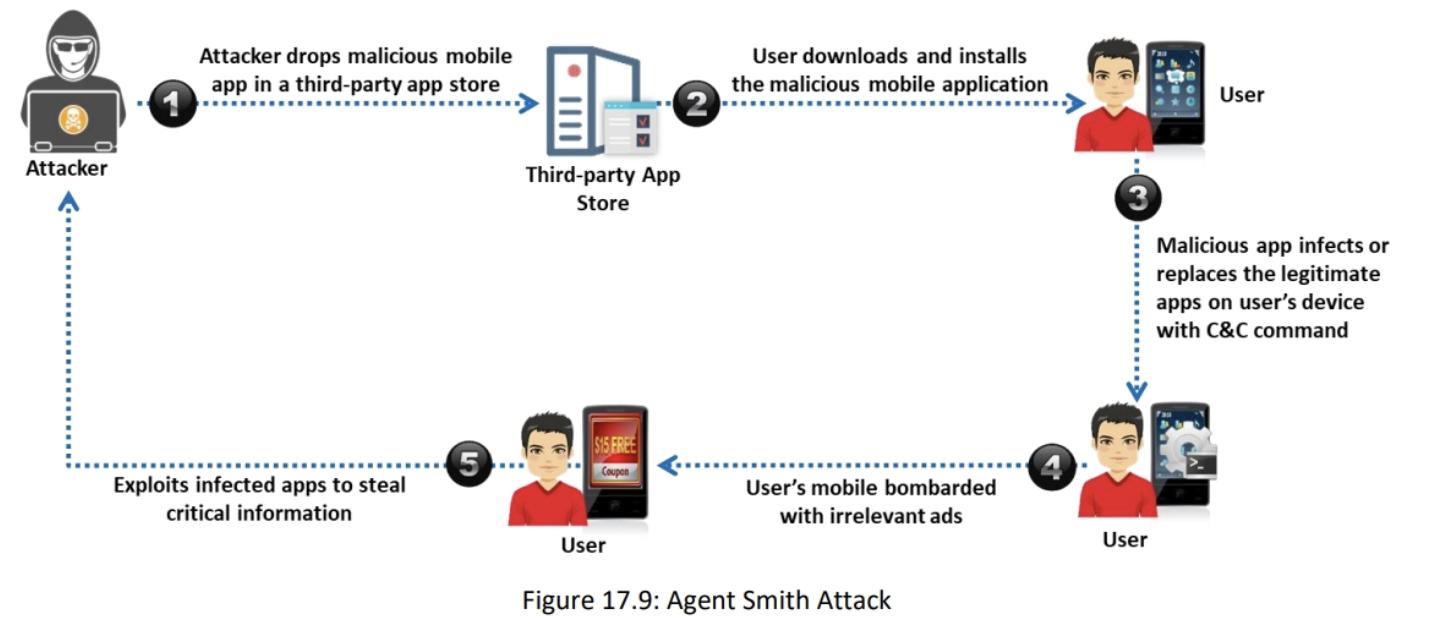 Attacker
1
Attacker drops malicious mobile
app in a third-party app store
Third-party App
Store
2
User downloads and installs
the malicious mobile application
User
3
Malicious app infects or
replaces the legitimate
apps on user's device
with C&C command
User
4
User's mobile bombarded
with irrelevant ads
$15 FREE
Coupon
User
5
Exploits infected apps to steal
critical information
Figure 17.9: Agent Smith Attack